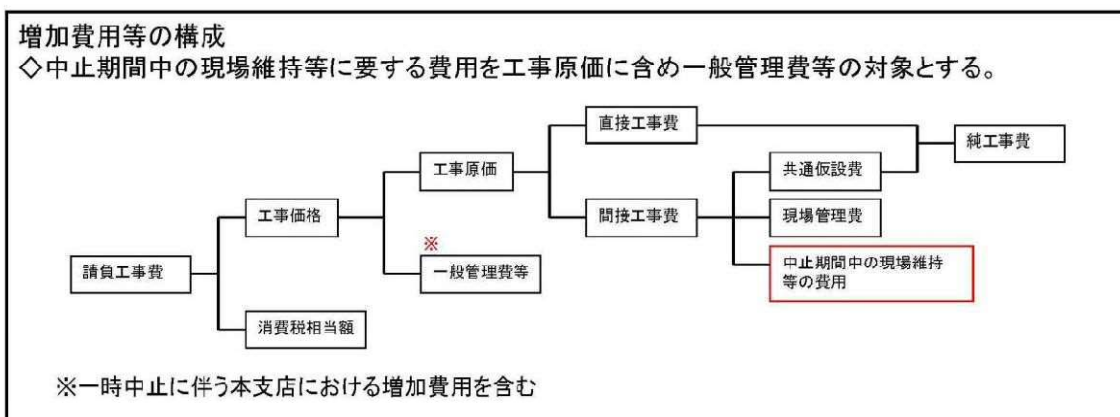 増加費用等の構成
◇中止期間中の現場維持等に要する費用を工事原価に含め一般管理費等の対象とする。
直接工事費
純工事費
工事原価
共通仮設費
工事価格
間接工事費
現場管理費
※
請負工事費
一般管理費等
中止期間中の現場維持
等の費用
消費税相当額
※一時中止に伴う本支店における増加費用を含む